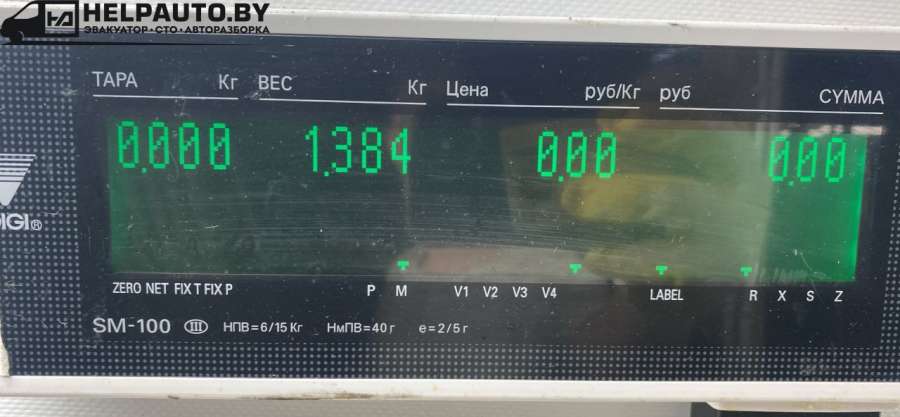 HELPAUTO.BY
ЭВАКУАТОР·СТО·АВТОРАЗБОРКА
ТАРА Кг ВЕС Кг Цена руб/Кг руб СУММА
0.000 1.384 0.00 0.00
DIGI®
ZERO NET FIX T FIX P P M V1 V2 V3 V4 LABEL R X S Z
SM-100 III НПВ=6/15 Кг НмПВ=40 г e=2/5 г